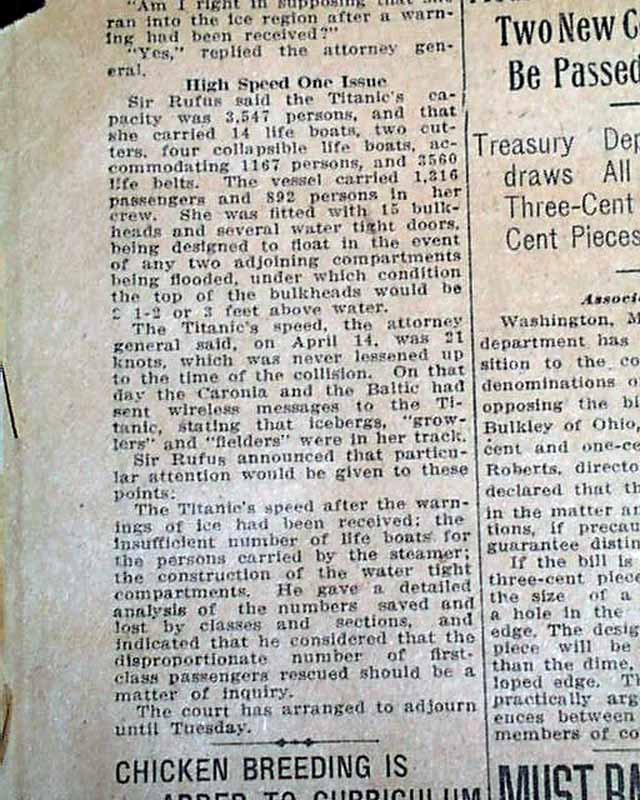 "Am I right in supposing that she
ran into the ice region after a warn-
ing had been received?"
"Yes," replied the attorney gen-
eral.
High Speed One Issue
Sir Rufus said the Titanic's ca-
pacity was 3,547 persons, and that
she carried 14 life boats, two cut-
ters, four collapsible life boats, ac-
commodating 1167 persons, and 3560
life belts. The vessel carried 1,316
passengers and 892 persons in her
crew. She was fitted with 15 bulk-
heads and several water tight doors,
being designed to float in the event
of any two adjoining compartments
being flooded, under which condition
the top of the bulkheads would be
2 1-2 or 3 feet above water.
The Titanic's speed, the attorney
general said, on April 14, was 21
knots, which was never lessened up
to the time of the collision. On that
day the Caronia and the Baltic had
sent wireless messages to the Ti-
tanic, stating that icebergs, "grow-
lers" and "fielders" were in her track.
Sir Rufus announced that particu-
lar attention would be given to these
points:
The Titanic's speed after the warn-
ings of ice had been received; the
insufficient number of life boats for
the persons carried by the steamer;
the construction of the water tight
compartments. He gave a detailed
analysis of the numbers saved and
lost by classes and sections, and
indicated that he considered that the
disproportionate number of first-
class passengers rescued should be a
matter of inquiry.
The court has arranged to adjourn
until Tuesday.
CHICKEN BREEDING IS
ADDED TO CURRICULUM
Two New C
Be Passed
Treasury Dep
draws All
Three-Cent
Cent Pieces
Associ
Washington, M
department has
sition to the co
denominations o
opposing the bi
Bulkley of Ohio,
cent and one-ce
Roberts, directo
declared that th
in the matter an
tions, if precau
guarantee distin
If the bill is
three-cent piece
the size of a
a hole in the
edge. The desig
piece will be
than the dime,
loped edge. Th
practically arg
ences between
members of co
MUST BA